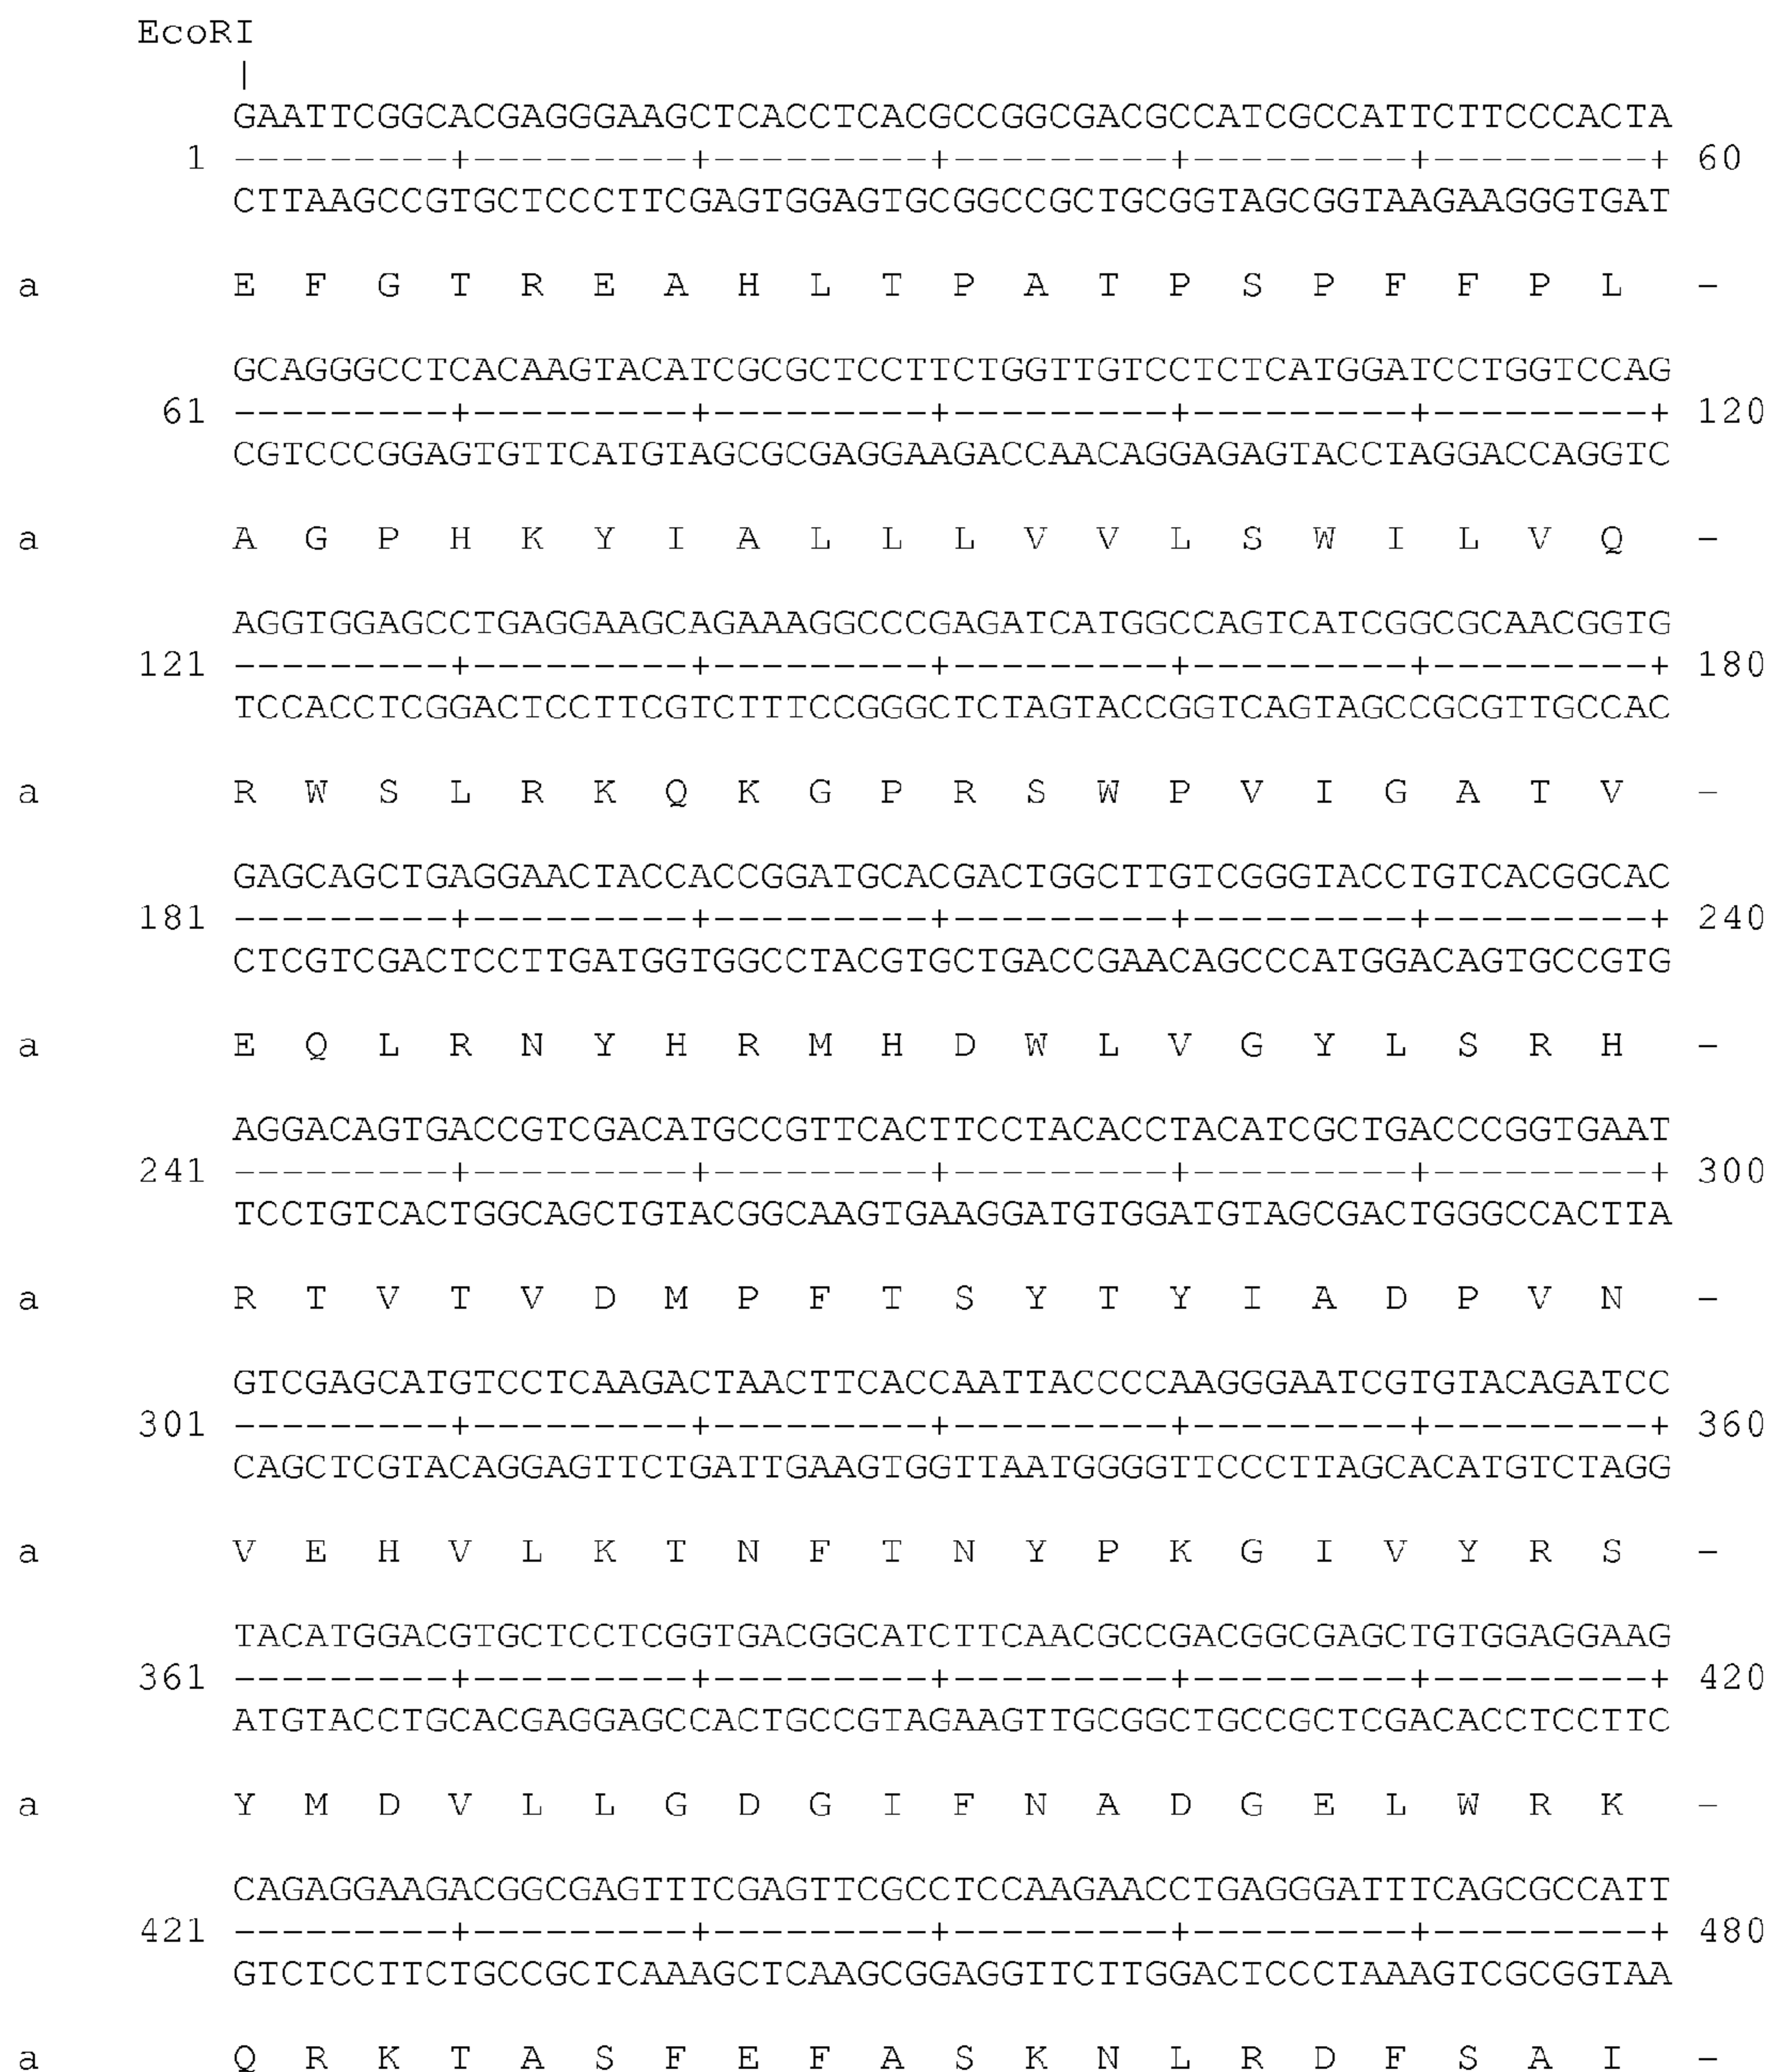 EcoRI
|
GAATTCGGCACGAGGGAAGCTCACCTCACGCCGGCGACGCCATCGCCATTCTTCCCACTA
1 ---------+---------+---------+---------+---------+---------+ 60
CTTAAGCCGTGCTCCCTTCGAGTGGAGTGCGGCCGCTGCGGTAGCGGTAAGAAGGGTGAT
a E F G T R E A H L T P A T P S P F F P L -
GCAGGGCCTCACAAGTACATCGCGCTCCTTCTGGTTGTCCTCTCATGGATCCTGGTCCAG
61 ---------+---------+---------+---------+---------+---------+ 120
CGTCCCGGAGTGTTCATGTAGCGCGAGGAAGACCAACAGGAGAGTACCTAGGACCAGGTC
a A G P H K Y I A L L L V V L S W I L V Q -
AGGTGGAGCCTGAGGAAGCAGAAAGGCCCGAGATCATGGCCAGTCATCGGCGCAACGGTG
121 ---------+---------+---------+---------+---------+---------+ 180
TCCACCTCGGACTCCTTCGTCTTTCCGGGCTCTAGTACCGGTCAGTAGCCGCGTTGCCAC
a R W S L R K Q K G P R S W P V I G A T V -
GAGCAGCTGAGGAACTACCACCGGATGCACGACTGGCTTGTCGGGTACCTGTCACGGCAC
181 ---------+---------+---------+---------+---------+---------+ 240
CTCGTCGACTCCTTGATGGTGGCCTACGTGCTGACCGAACAGCCCATGGACAGTGCCGTG
a E Q L R N Y H R M H D W L V G Y L S R H -
AGGACAGTGACCGTCGACATGCCGTTCACTTCCTACACCTACATCGCTGACCCGGTGAAT
241 ---------+---------+---------+---------+---------+---------+ 300
TCCTGTCACTGGCAGCTGTACGGCAAGTGAAGGATGTGGATGTAGCGACTGGGCCACTTA
a R T V T V D M P F T S Y T Y I A D P V N -
GTCGAGCATGTCCTCAAGACTAACTTCACCAATTACCCCAAGGGAATCGTGTACAGATCC
301 ---------+---------+---------+---------+---------+---------+ 360
CAGCTCGTACAGGAGTTCTGATTGAAGTGGTTAATGGGGTTCCCTTAGCACATGTCTAGG
a V E H V L K T N F T N Y P K G I V Y R S -
TACATGGACGTGCTCCTCGGTGACGGCATCTTCAACGCCGACGGCGAGCTGTGGAGGAAG
361 ---------+---------+---------+---------+---------+---------+ 420
ATGTACCTGCACGAGGAGCCACTGCCGTAGAAGTTGCGGCTGCCGCTCGACACCTCCTTC
a Y M D V L L G D G I F N A D G E L W R K -
CAGAGGAAGACGGCGAGTTTCGAGTTCGCCTCCAAGAACCTGAGGGATTTCAGCGCCATT
421 ---------+---------+---------+---------+---------+---------+ 480
GTCTCCTTCTGCCGCTCAAAGCTCAAGCGGAGGTTCTTGGACTCCCTAAAGTCGCGGTAA
a Q R K T A S F E F A S K N L R D F S A I -